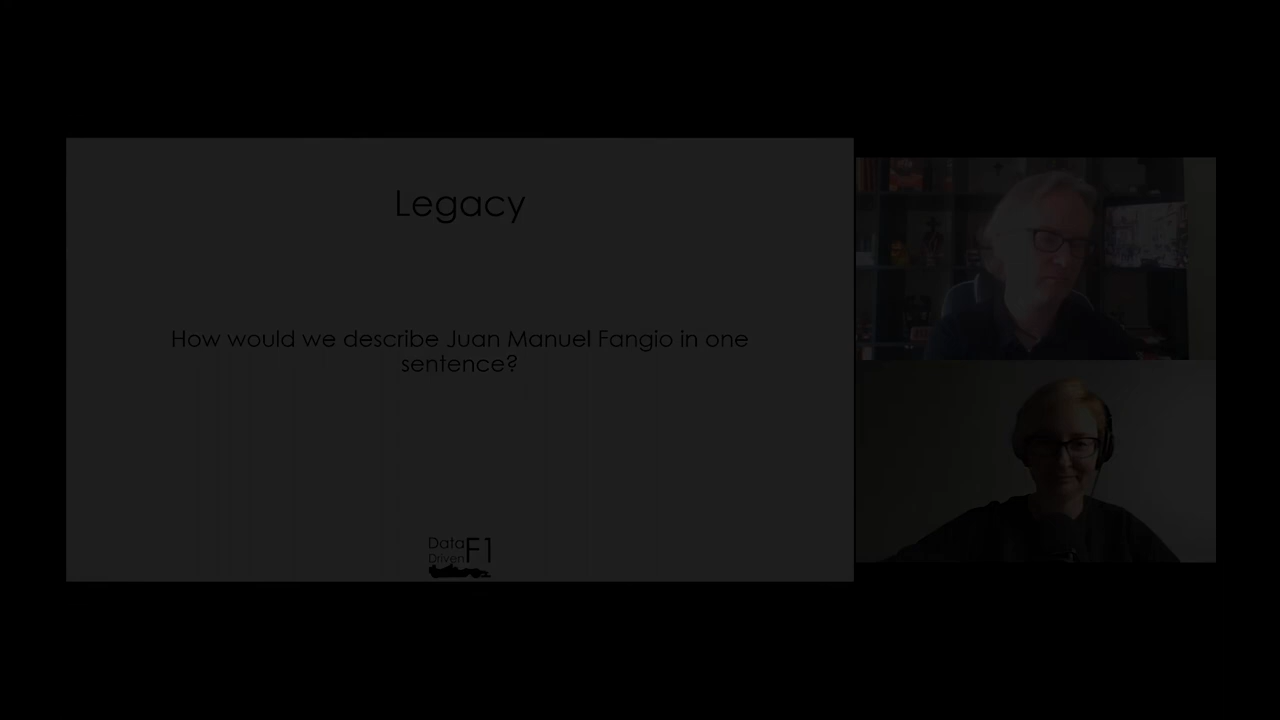 Legacy
How would we describe Juan Manuel Fangio in one
sentence?
Data
Driven
F1